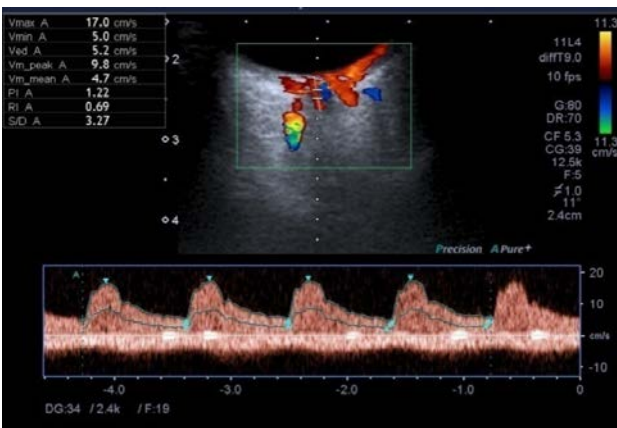 Vmax A 17.0 cm/s
Vmin A 5.0 cm/s
Ved A 5.2 cm/s
Vm_peak A 9.8 cm/s
Vm_mean A 4.7 cm/s
PI A 1.22
RI A 0.69
S/D A 3.27
2
3
4
11.3
11L4
diffT9.0
10 fps
G:80
DR:70
CF 5.3
CG:39
12.5k
F:5
1.0
11°
2.4cm
11.3
cm/s
Precision APure+
A
20
10
cm/s
-10
-4.0 -3.0 -2.0 -1.0 0
DG:34 /2.4k /F:19